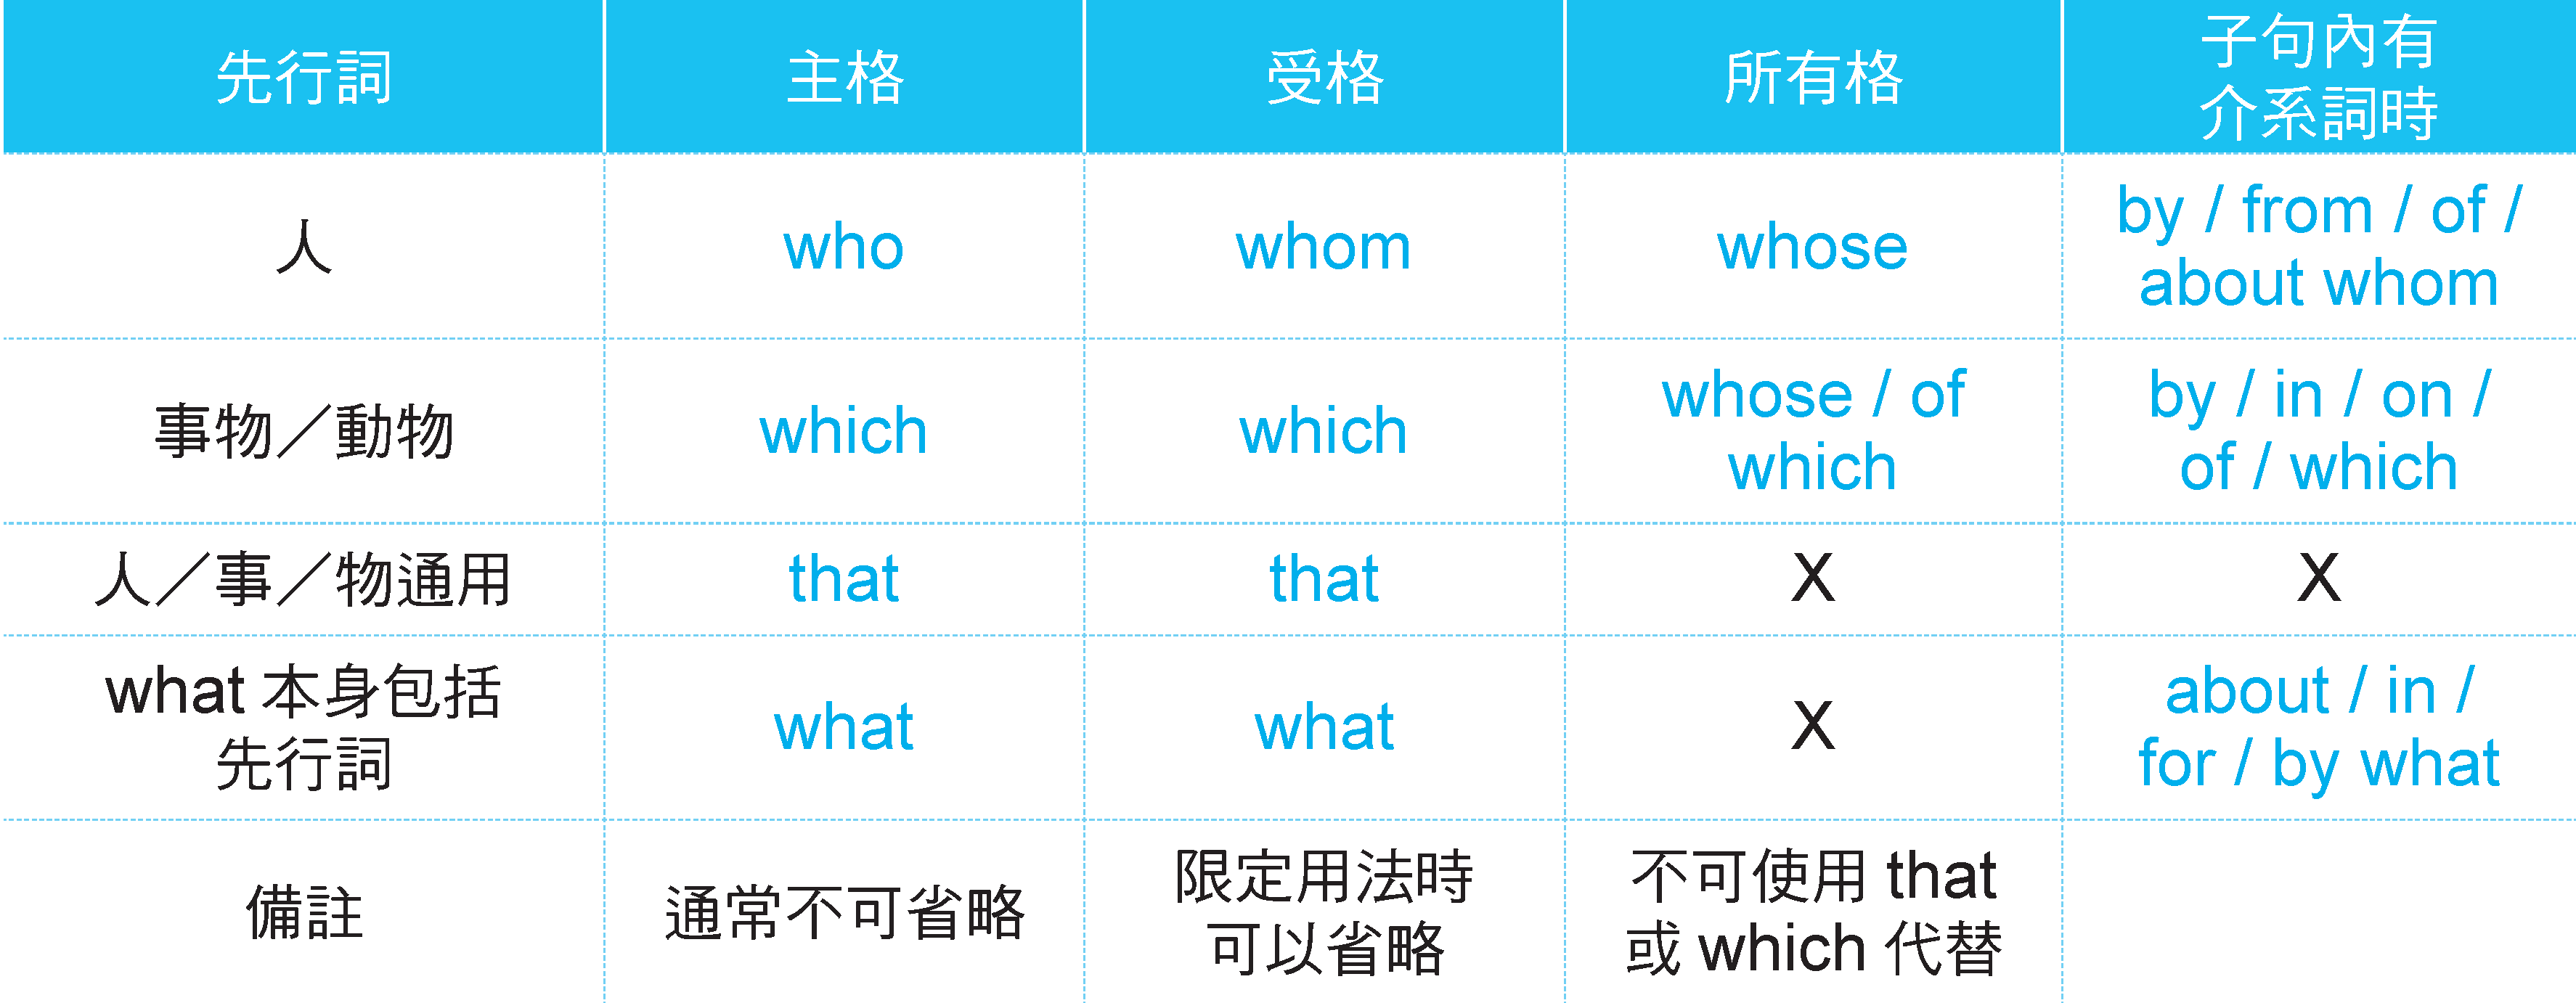 先行詞
主格
受格
所有格
子句內有
介系詞時
人
who
whom
whose
by / from / of /
about whom
事物／動物
which
which
whose / of
which
by / in / on /
of / which
人／事／物通用
that
that
X
X
what 本身包括
先行詞
what
what
X
about / in /
for / by what
備註
通常不可省略
限定用法時
可以省略
不可使用 that
或 which 代替